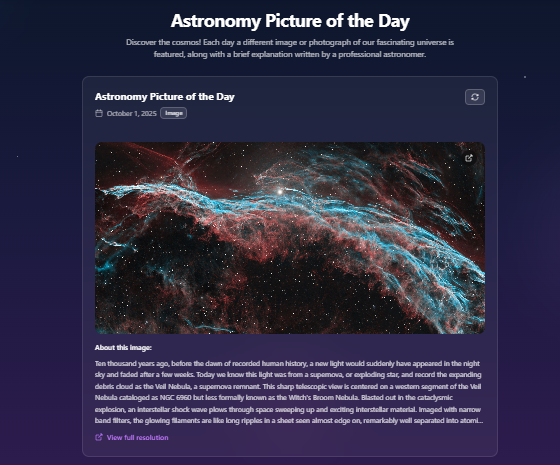 Astronomy Picture of the Day
Discover the cosmos! Each day a different image or photograph of our fascinating universe is
featured, along with a brief explanation written by a professional astronomer.
Astronomy Picture of the Day
October 1, 2025 Image
About this image:
Ten thousand years ago, before the dawn of recorded human history, a new light would suddenly have appeared in the night
sky and faded after a few weeks. Today we know this light was from a supernova, or exploding star, and record the expanding
debris cloud as the Veil Nebula, a supernova remnant. This sharp telescopic view is centered on a western segment of the Veil
Nebula cataloged as NGC 6960 but less formally known as the Witch's Broom Nebula. Blasted out in the cataclysmic
explosion, an interstellar shock wave plows through space sweeping up and exciting interstellar material. Imaged with narrow
band filters, the glowing filaments are like long ripples in a sheet seen almost edge on, remarkably well separated into atomi...
View full resolution